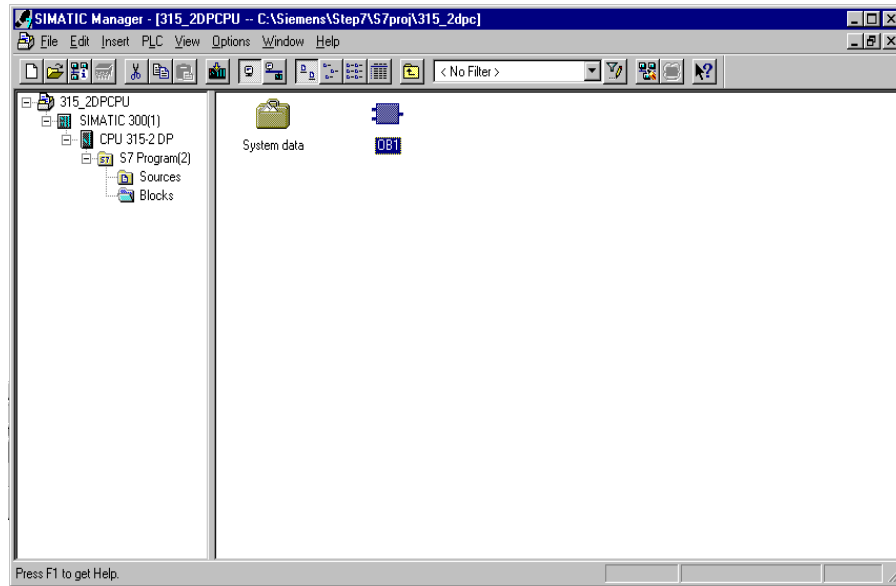 SIMATIC Manager - [315_2DPCPU -- C:\Siemens\Step7\S7proj\315_2dpc]
File Edit Insert PLC View Options Window Help
< No Filter >
315_2DPCPU
SIMATIC 300(1)
CPU 315-2 DP
S7 Program(2)
Sources
Blocks
System data
OB1
Press F1 to get Help.